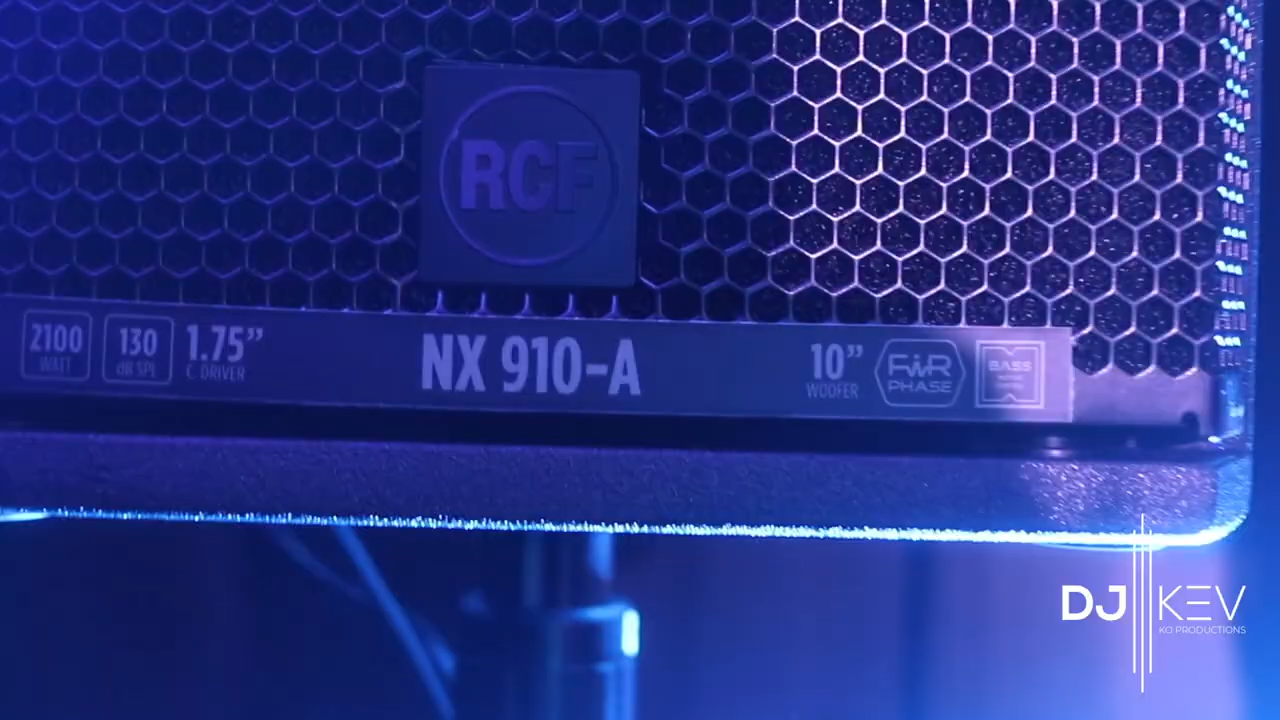 RCF
2100
WATT
130
dB SPL
1.75”
C. DRIVER
NX 910-A
10”
WOOFER
FiR
PHASE
BASS
DJ KEV
KO PRODUCTIONS